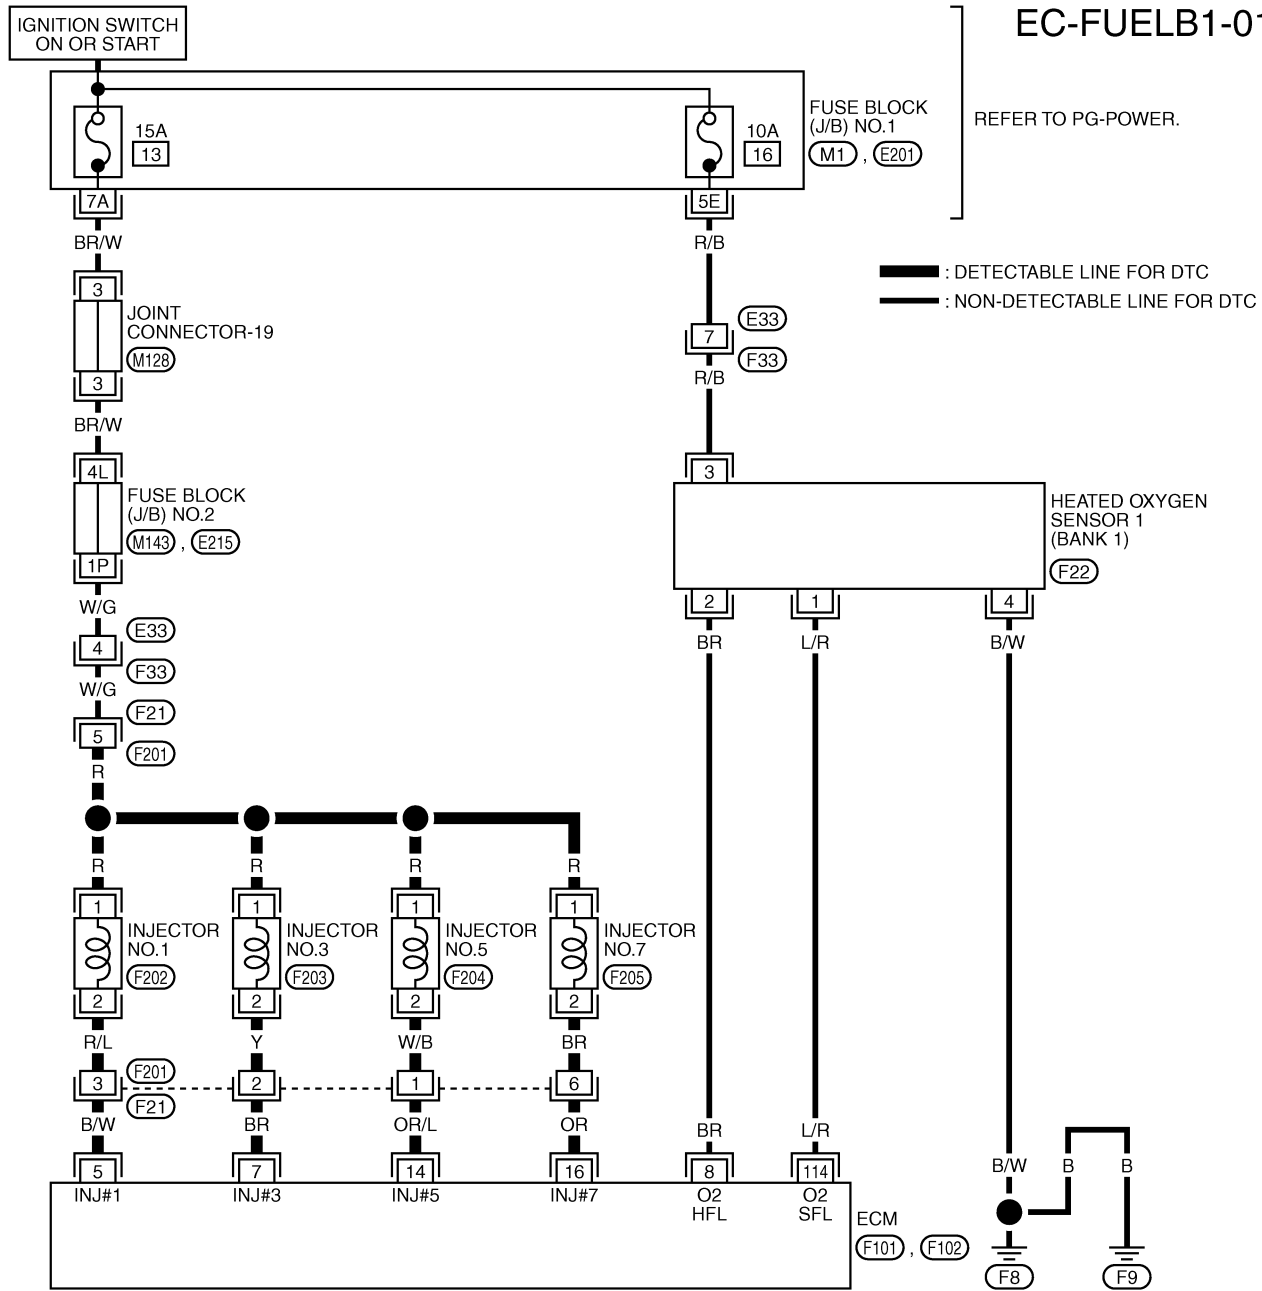 EC-FUELB1-01
IGNITION SWITCH
ON OR START
15A
13
10A
16
FUSE BLOCK
(J/B) NO.1
M1 , E201
REFER TO PG-POWER.
7A
5E
BR/W
R/B
: DETECTABLE LINE FOR DTC
: NON-DETECTABLE LINE FOR DTC
3
JOINT
CONNECTOR-19
M128
3
E33
7
F33
R/B
BR/W
4L
3
FUSE BLOCK
(J/B) NO.2
M143 , E215
1P
HEATED OXYGEN
SENSOR 1
(BANK 1)
F22
2
1
4
W/G
BR
L/R
B/W
E33
4
F33
W/G
F21
5
F201
R
R
R
R
R
1
1
1
1
INJECTOR
NO.1
F202
INJECTOR
NO.3
F203
INJECTOR
NO.5
F204
INJECTOR
NO.7
F205
2
2
2
2
R/L
Y
W/B
BR
F201
3
2
1
6
F21
B/W
BR
OR/L
OR
BR
L/R
B/W
B
B
5
7
14
16
8
114
INJ#1
INJ#3
INJ#5
INJ#7
O2
HFL
O2
SFL
ECM
F101 , F102
F8
F9